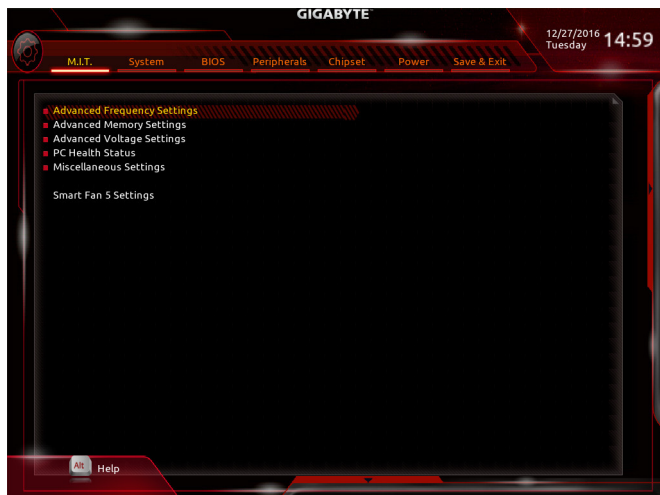 GIGABYTE™
12/27/2016 14:59
Tuesday
M.I.T. System BIOS Peripherals Chipset Power Save & Exit
Advanced Frequency Settings
Advanced Memory Settings
Advanced Voltage Settings
PC Health Status
Miscellaneous Settings
Smart Fan 5 Settings
Alt Help